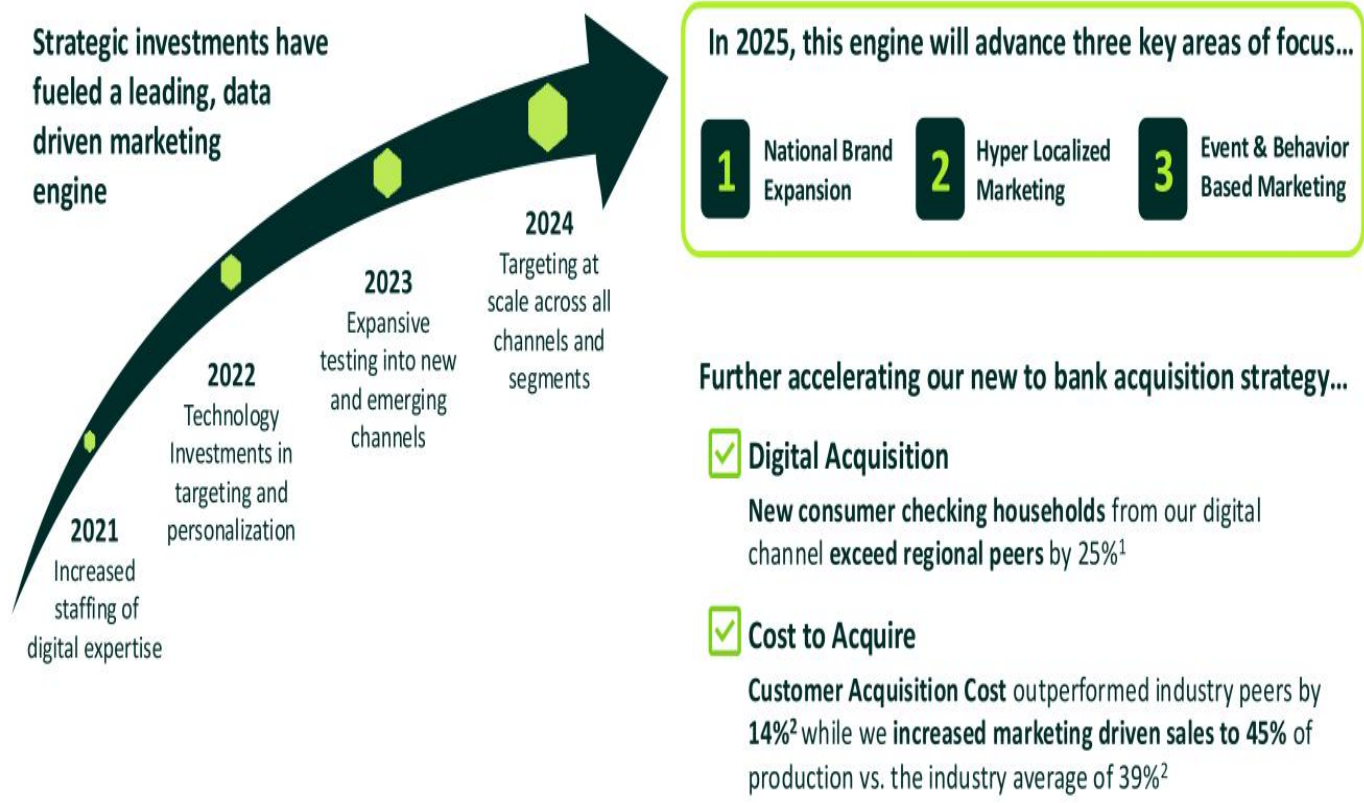 Strategic investments have
fueled a leading, data
driven marketing
engine
2021
Increased
staffing of
digital expertise
2022
Technology
Investments in
targeting and
personalization
2023
Expansive
testing into new
and emerging
channels
2024
Targeting at
scale across all
channels and
segments
In 2025, this engine will advance three key areas of focus...
1
National Brand
Expansion
2
Hyper Localized
Marketing
3
Event & Behavior
Based Marketing
Further accelerating our new to bank acquisition strategy...
Digital Acquisition
New consumer checking households from our digital
channel exceed regional peers by 25%¹
Cost to Acquire
Customer Acquisition Cost outperformed industry peers by
14%² while we increased marketing driven sales to 45% of
production vs. the industry average of 39%²